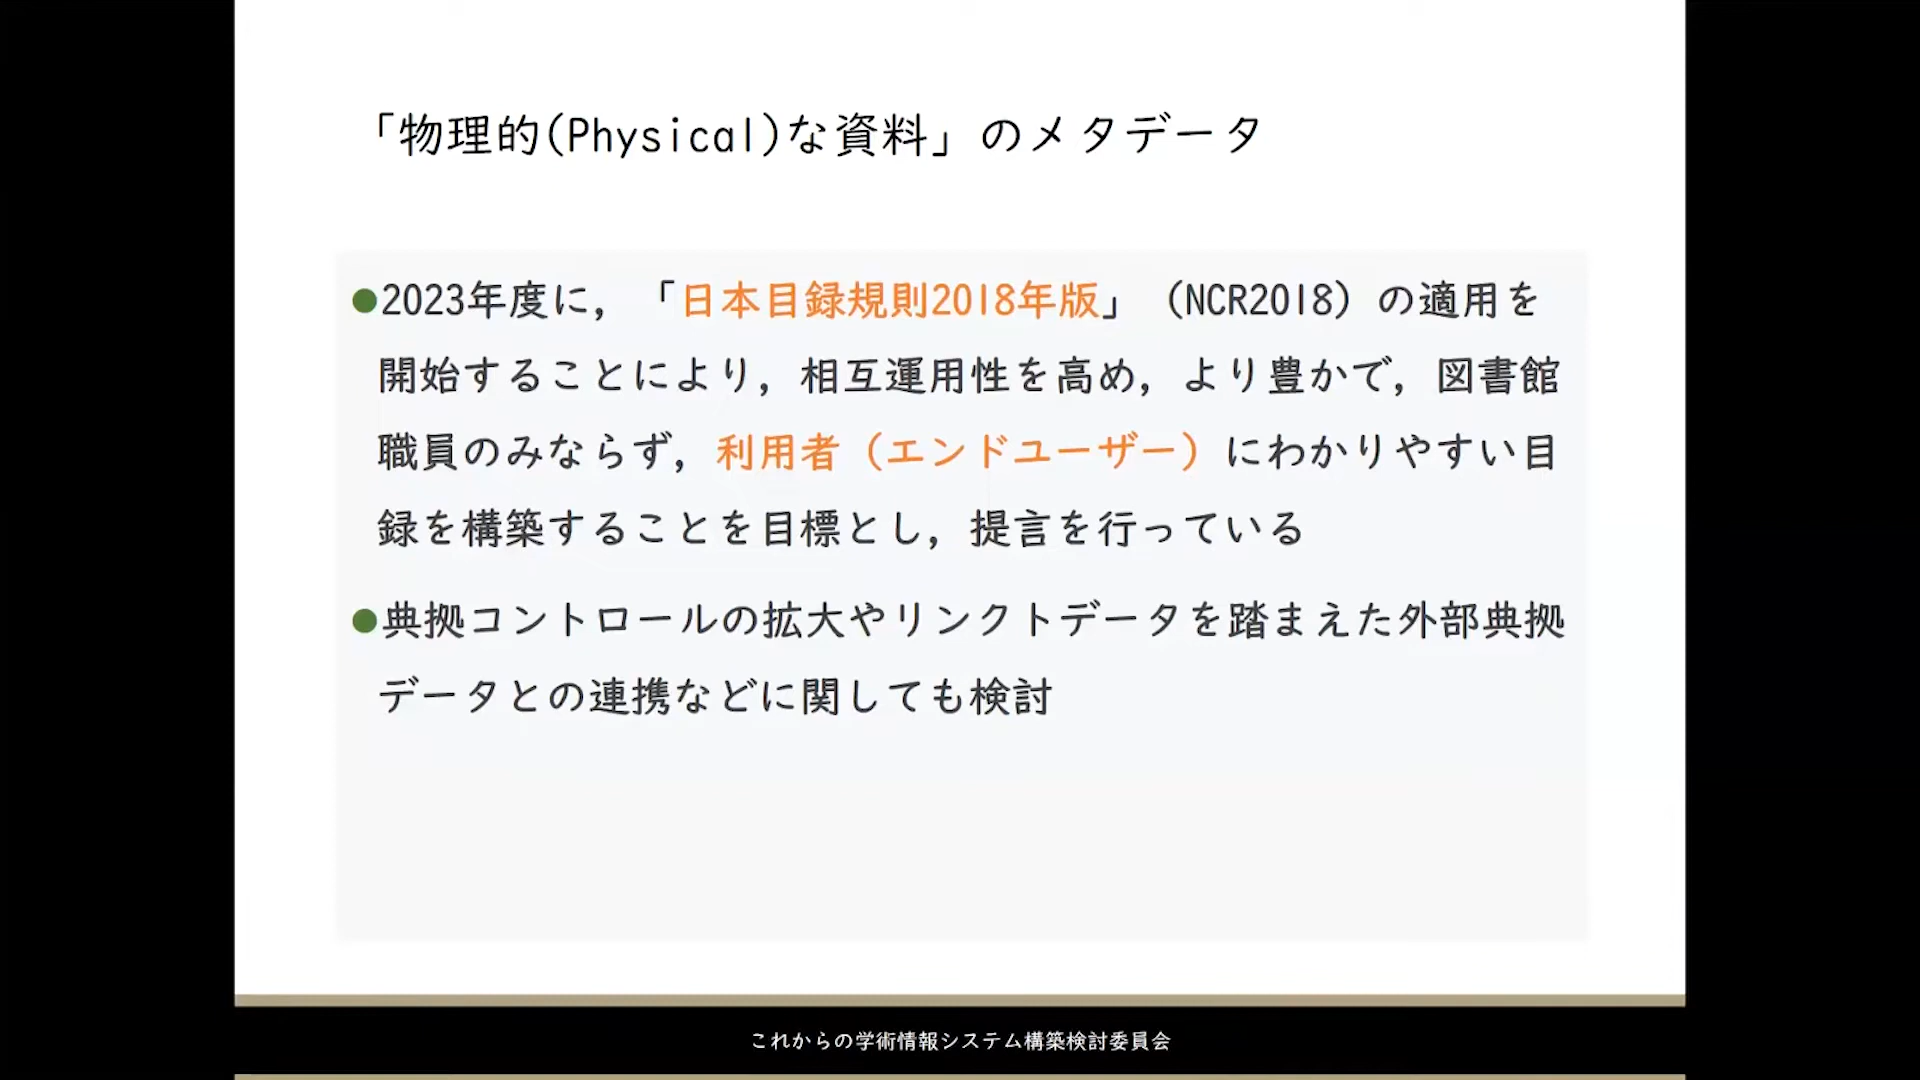 「物理的(Physical)な資料」のメタデータ
●2023年度に，「日本目録規則2018年版」（NCR2018）の適用を
開始することにより，相互運用性を高め，より豊かで，図書館
職員のみならず，利用者（エンドユーザー）にわかりやすい目
録を構築することを目標とし，提言を行っている
●典拠コントロールの拡大やリンクトデータを踏まえた外部典拠
データとの連携などに関しても検討
これからの学術情報システム構築検討委員会